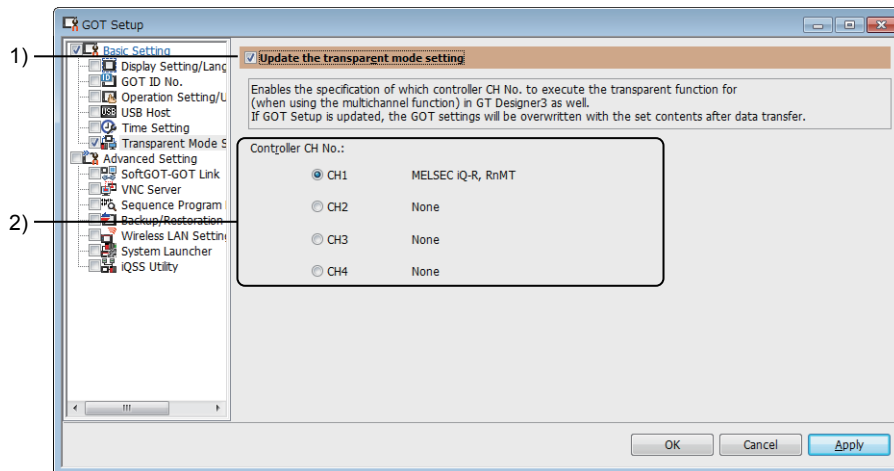 GOT Setup
1)
2)
Basic Setting
Display Setting/Lang
GOT ID No.
Operation Setting/U
USB Host
Time Setting
Transparent Mode S
Advanced Setting
SoftGOT-GOT Link
VNC Server
Sequence Program
Backup/Restoration
Wireless LAN Settin
System Launcher
iQSS Utility
Update the transparent mode setting
Enables the specification of which controller CH No. to execute the transparent function for
(when using the multichannel function) in GT Designer3 as well.
If GOT Setup is updated, the GOT settings will be overwritten with the set contents after data transfer.
Controller CH No.:
CH1 MELSEC iQ-R, RnMT
CH2 None
CH3 None
CH4 None
OK Cancel Apply